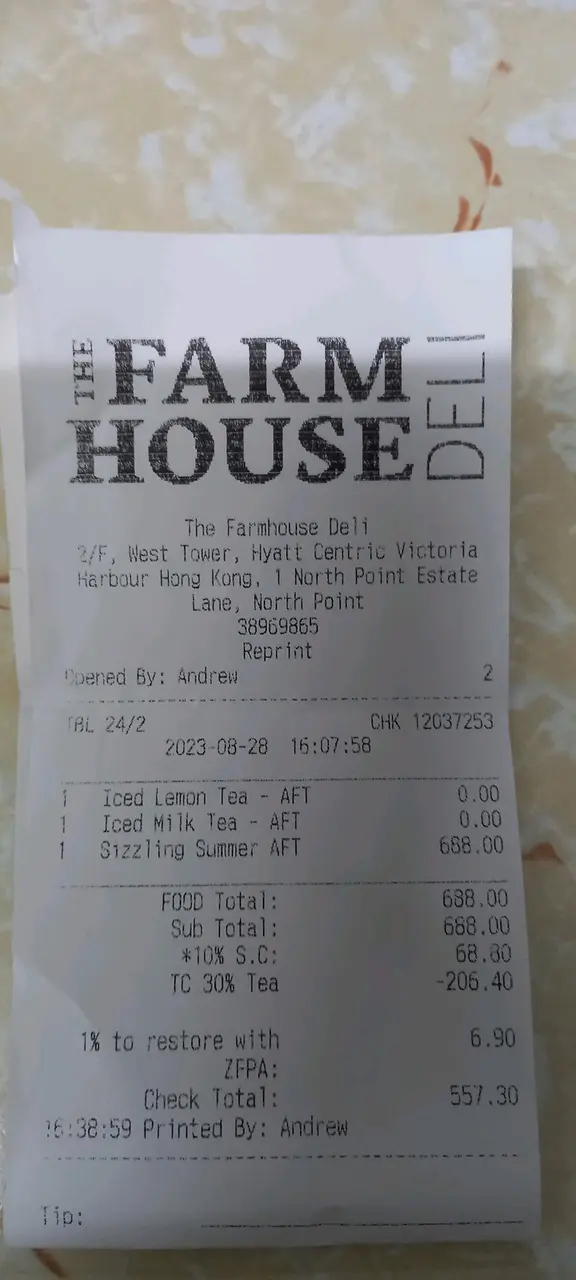 THE FARM HOUSE DELI
The Farmhouse Deli
2/F, West Tower, Hyatt Centric Victoria
Harbour Hong Kong, 1 North Point Estate
Lane, North Point
38969865
Reprint
Opened By: Andrew 2
TBL 24/2 CHK 12037253
2023-08-28 16:07:58
1 Iced Lemon Tea - AFT 0.00
1 Iced Milk Tea - AFT 0.00
1 Sizzling Summer AFT 688.00
FOOD Total: 688.00
Sub Total: 688.00
*10% S.C: 68.80
TC 30% Tea -206.40
1% to restore with 6.90
ZFPA:
Check Total: 557.30
16:38:59 Printed By: Andrew
Tip: